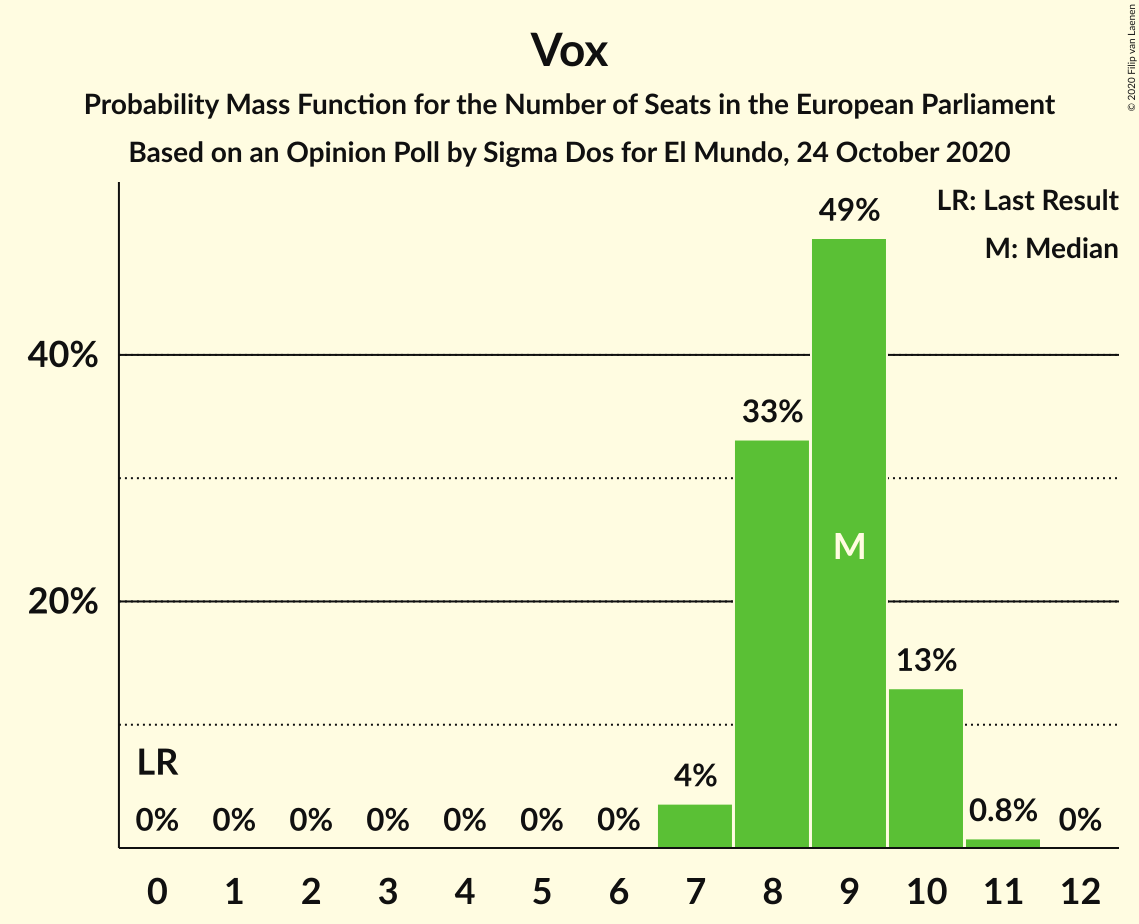 Vox
Probability Mass Function for the Number of Seats in the European Parliament
Based on an Opinion Poll by Sigma Dos for El Mundo, 24 October 2020
© 2020 Filip van Laenen
LR: Last Result
M: Median
40%
20%
LR
0%
0%
0%
0%
0%
0%
0%
4%
33%
49%
M
13%
0.8%
0%
0 1 2 3 4 5 6 7 8 9 10 11 12